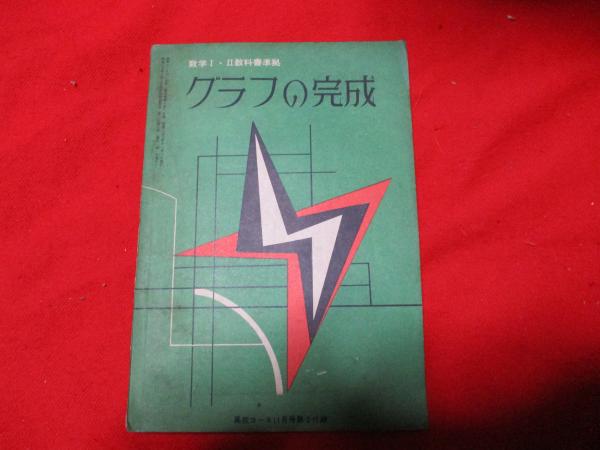 数学Ⅰ・Ⅱ教科書準拠
グラフの完成
高校コース11月号第2付録